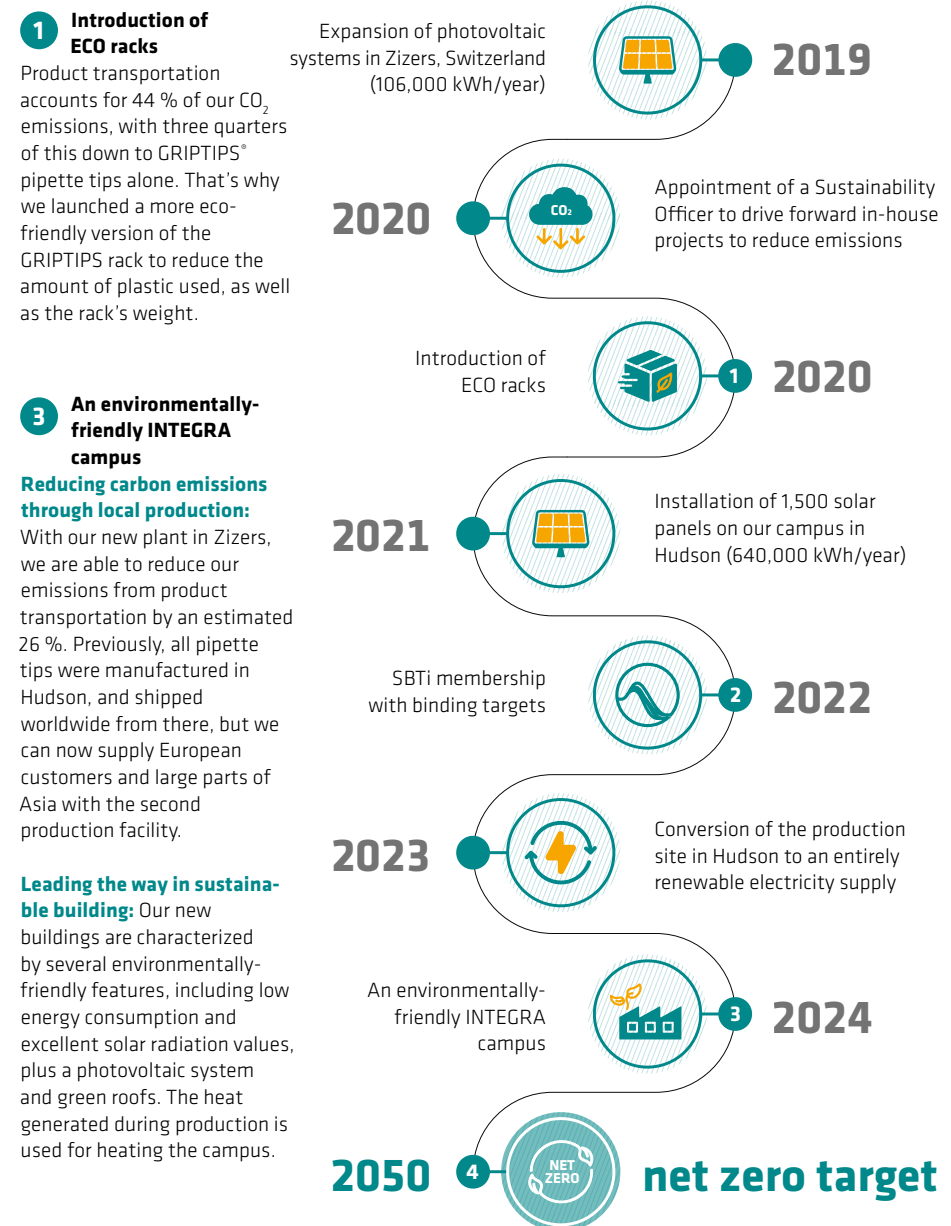 1
Introduction of
ECO racks
Product transportation
accounts for 44 % of our CO₂
emissions, with three quarters
of this down to GRIPTIPS®
pipette tips alone. That's why
we launched a more eco-
friendly version of the
GRIPTIPS rack to reduce the
amount of plastic used, as well
as the rack's weight.
3
An environmentally-
friendly INTEGRA
campus
Reducing carbon emissions
through local production:
With our new plant in Zizers,
we are able to reduce our
emissions from product
transportation by an estimated
26 %. Previously, all pipette
tips were manufactured in
Hudson, and shipped
worldwide from there, but we
can now supply European
customers and large parts of
Asia with the second
production facility.
Leading the way in sustaina-
ble building: Our new
buildings are characterized
by several environmentally-
friendly features, including low
energy consumption and
excellent solar radiation values,
plus a photovoltaic system
and green roofs. The heat
generated during production is
used for heating the campus.
Expansion of photovoltaic
systems in Zizers, Switzerland
(106,000 kWh/year)
2019
2020
CO₂
Appointment of a Sustainability
Officer to drive forward in-house
projects to reduce emissions
Introduction of
ECO racks
1
2020
2021
Installation of 1,500 solar
panels on our campus in
Hudson (640,000 kWh/year)
SBTi membership
with binding targets
2
2022
2023
Conversion of the production
site in Hudson to an entirely
renewable electricity supply
An environmentally-
friendly INTEGRA
campus
3
2024
2050
4
NET
ZERO
net zero target